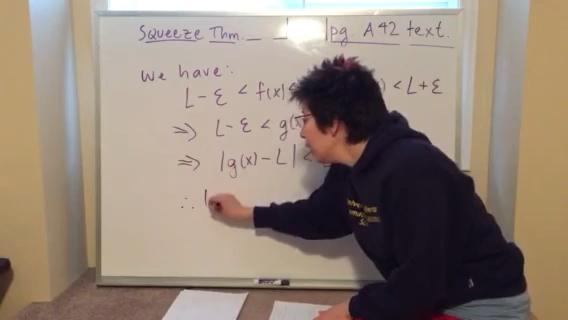 Squeeze Thm. pg. A42 text.
We have:
L - ε < f(x) < L + ε
⇒ L - ε < g(x)
⇒ |g(x) - L| <
∴